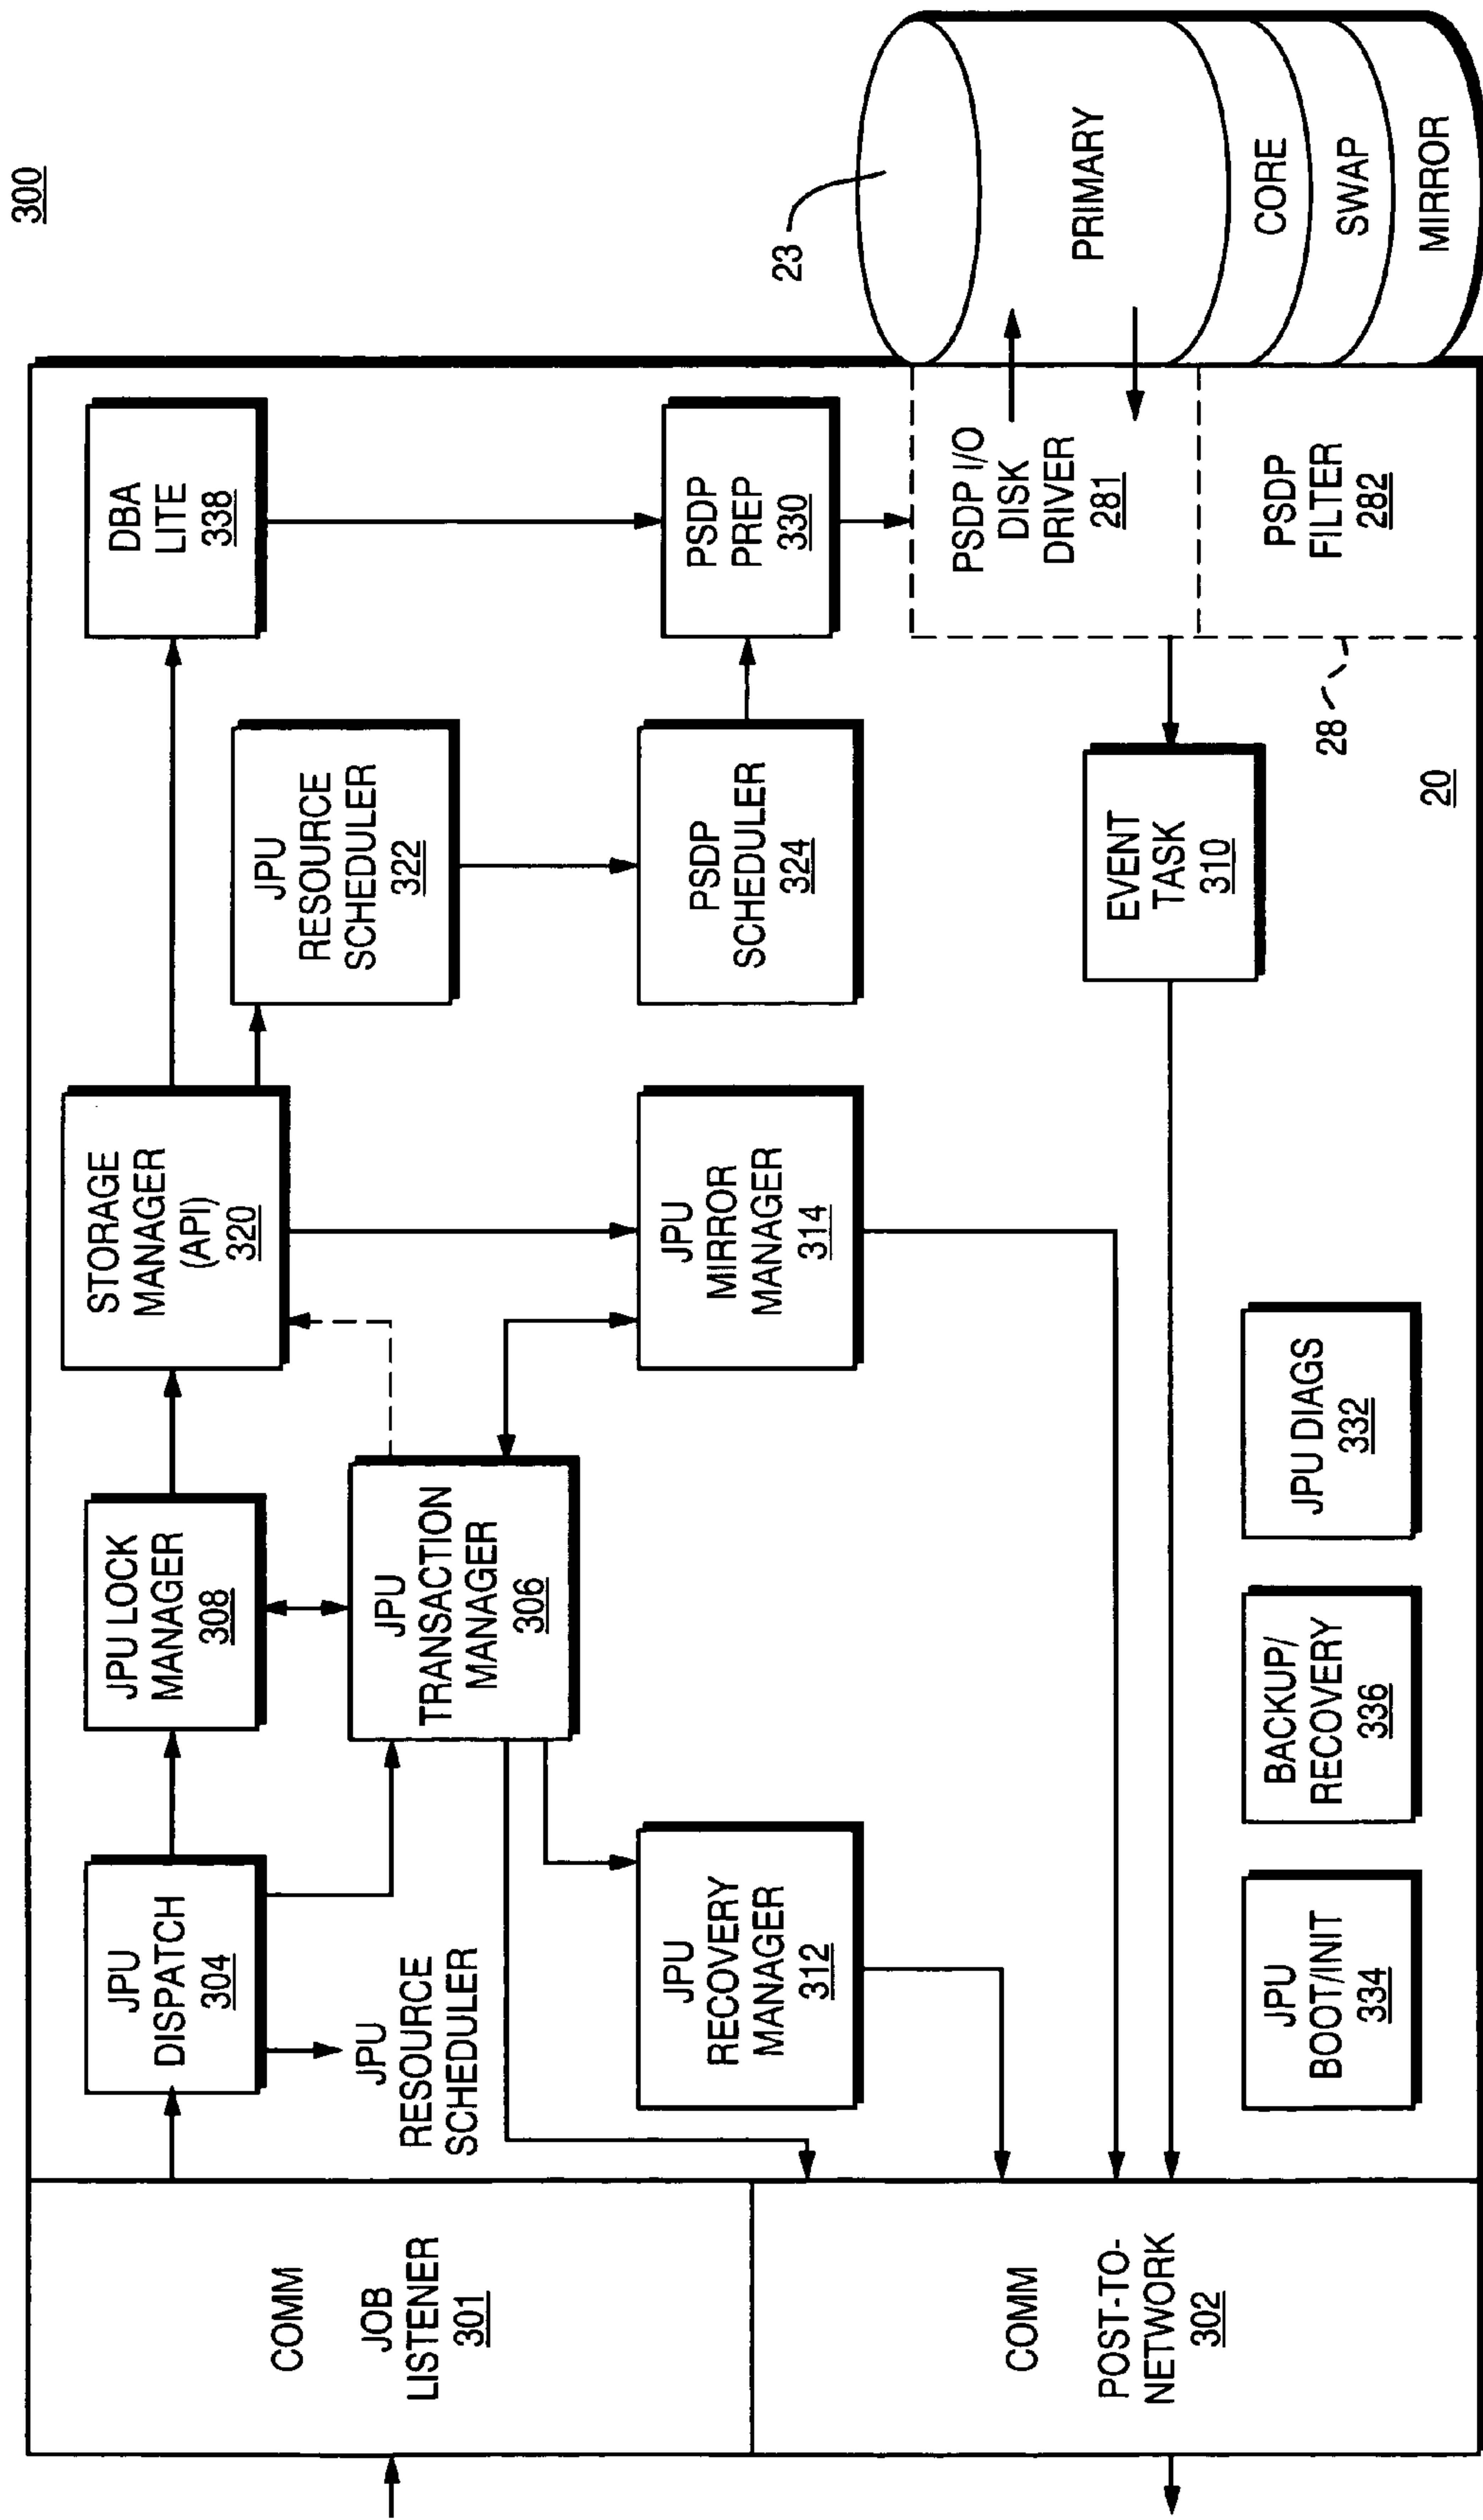 300
COMM
JOB
LISTENER
301
COMM
POST-TO-
NETWORK
302
JPU
DISPATCH
304
JPU
RESOURCE
SCHEDULER
JPU LOCK
MANAGER
308
JPU
TRANSACTION
MANAGER
306
JPU
RECOVERY
MANAGER
312
STORAGE
MANAGER
(API)
320
JPU
MIRROR
MANAGER
314
JPU
RESOURCE
SCHEDULER
322
PSDP
SCHEDULER
324
DBA
LITE
338
PSDP
PREP
330
PSDP I/O
DISK
DRIVER
281
PSDP
FILTER
282
EVENT
TASK
310
28
20
JPU
BOOT/INIT
334
BACKUP/
RECOVERY
336
JPU DIAGS
332
23
PRIMARY
CORE
SWAP
MIRROR